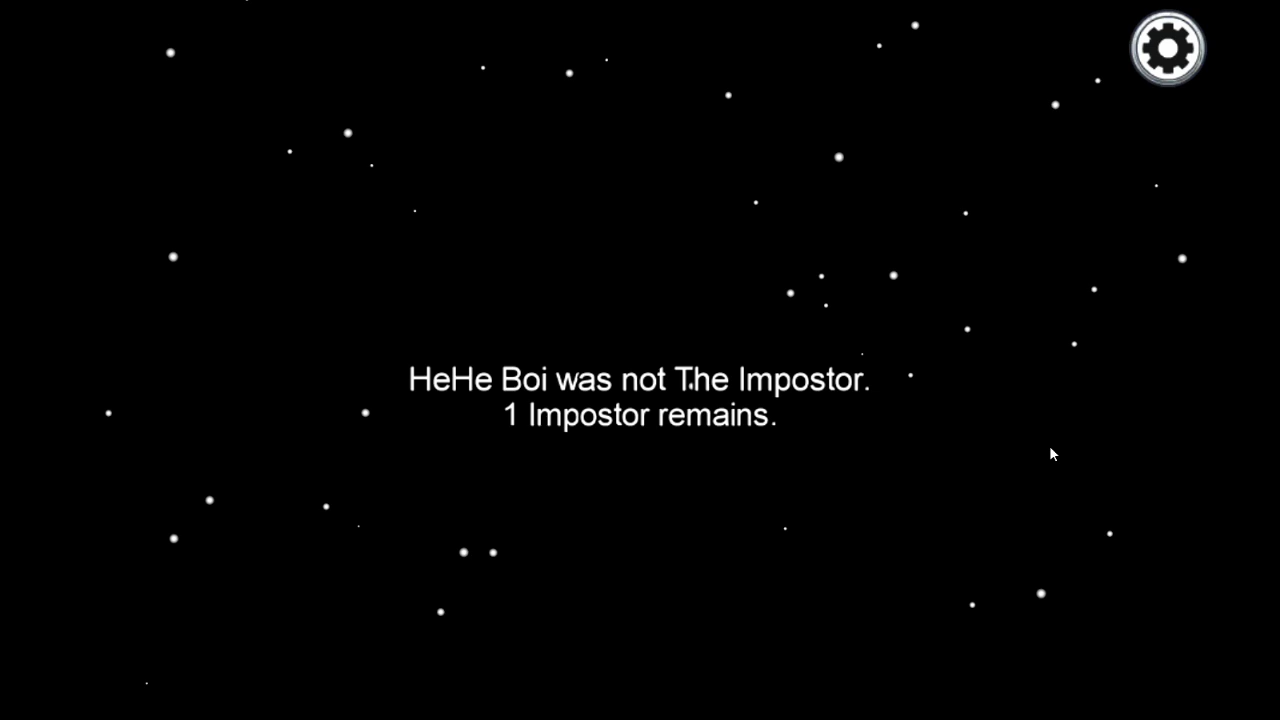 HeHe Boi was not The Impostor.
1 Impostor remains.